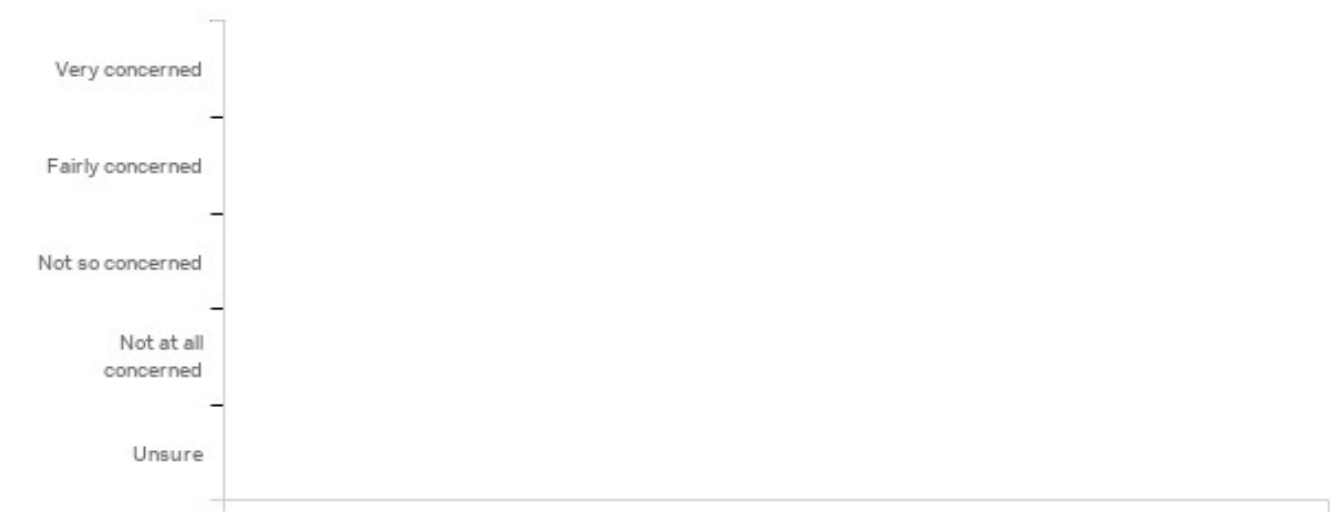 Very concerned
Fairly concerned
Not so concerned
Not at all
concerned
Unsure